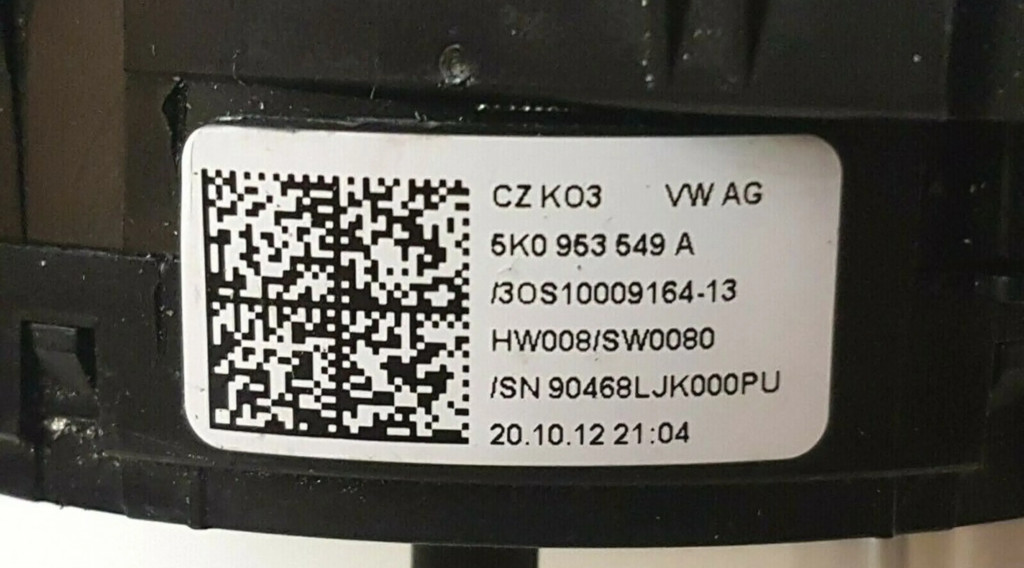 CZ KO3 VW AG
5K0 953 549 A
/3OS10009164-13
HW008/SW0080
/SN 90468LJK000PU
20.10.12 21:04